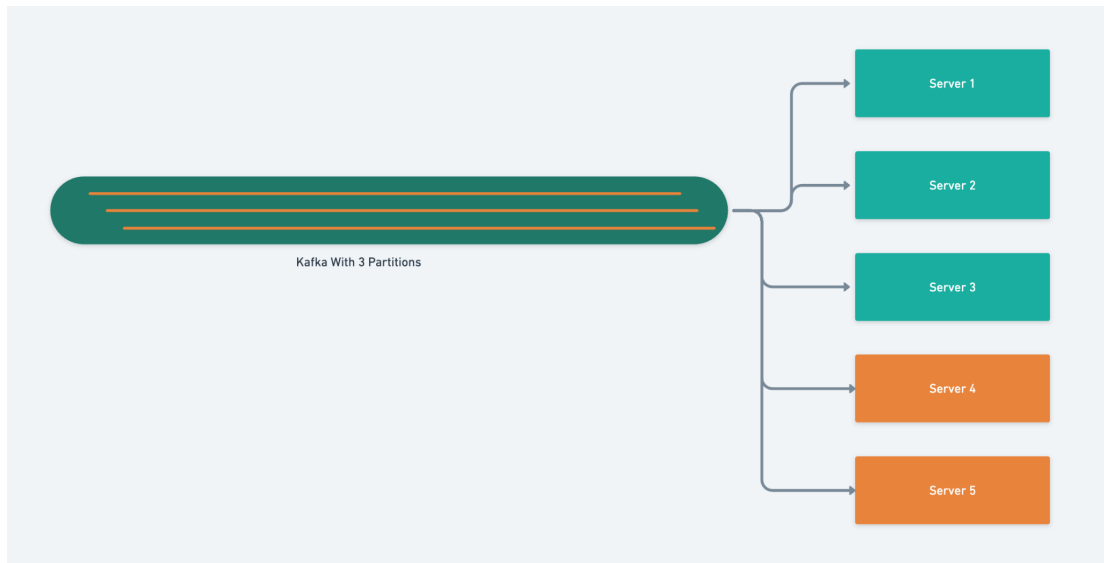 Server 1
Server 2
Kafka With 3 Partitions
Server 3
Server 4
Server 5